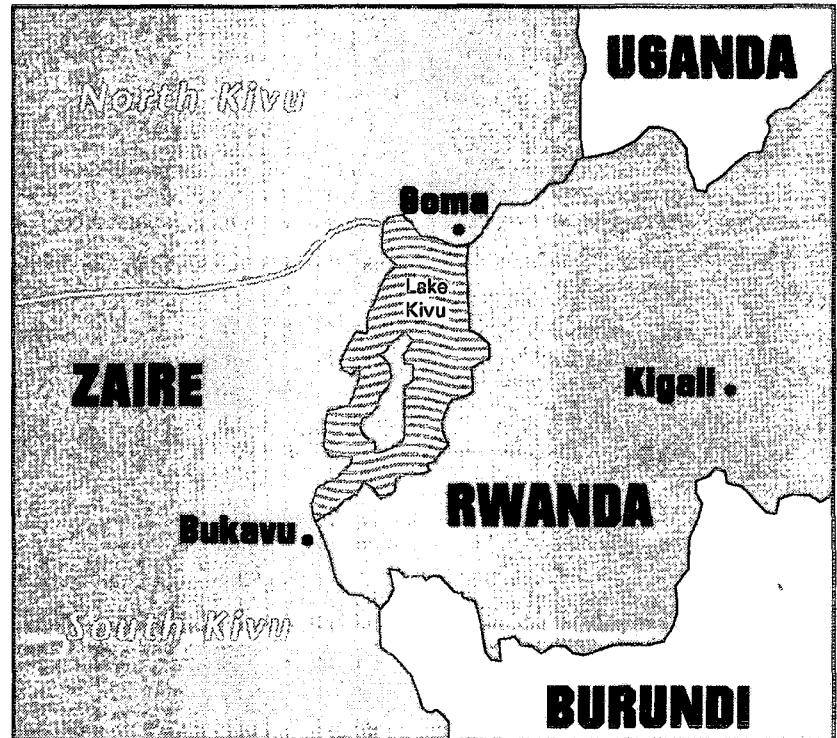 UGANDA
North Kivu
Goma
Lake
Kivu
ZAIRE
Kigali
RWANDA
Bukavu
South Kivu
BURUNDI